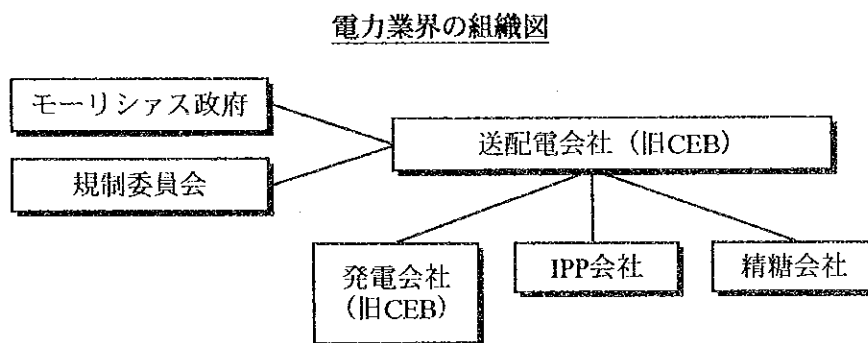 電力業界の組織図
モーリシァス政府
送配電会社（旧CEB）
規制委員会
発電会社
（旧CEB）
IPP会社
精糖会社